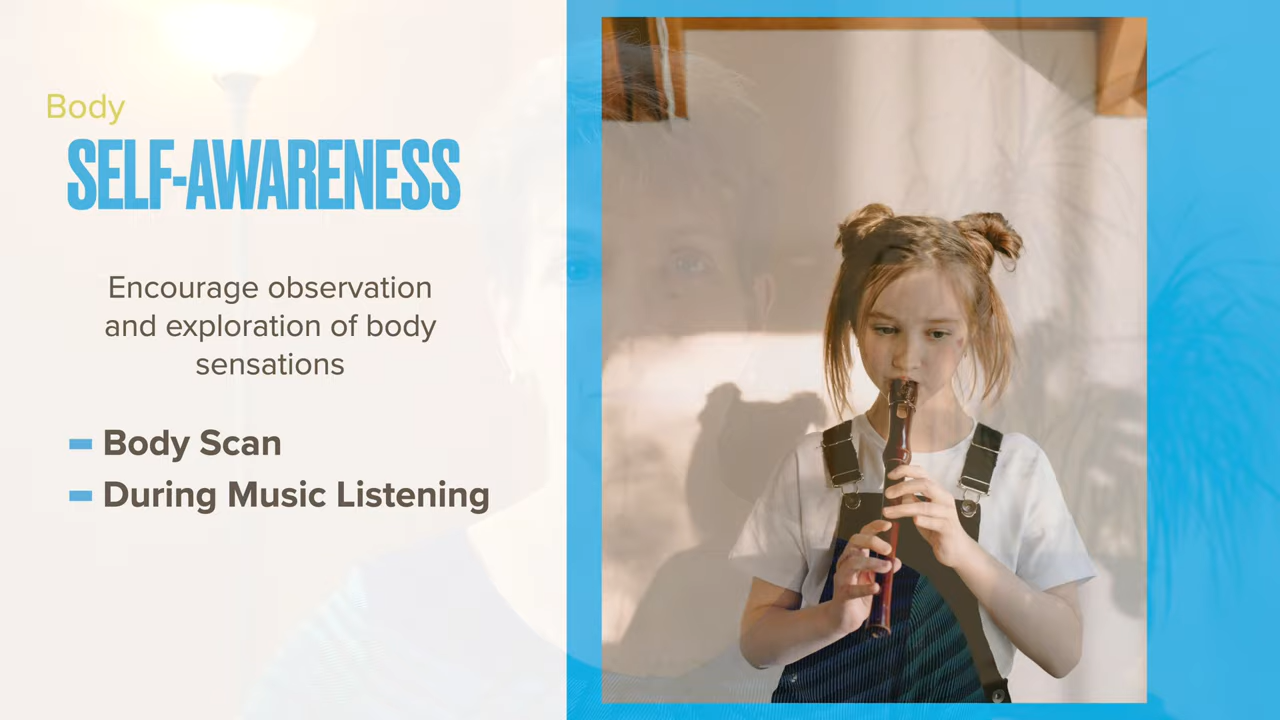 Body
SELF-AWARENESS
Encourage observation
and exploration of body
sensations
Body Scan
During Music Listening